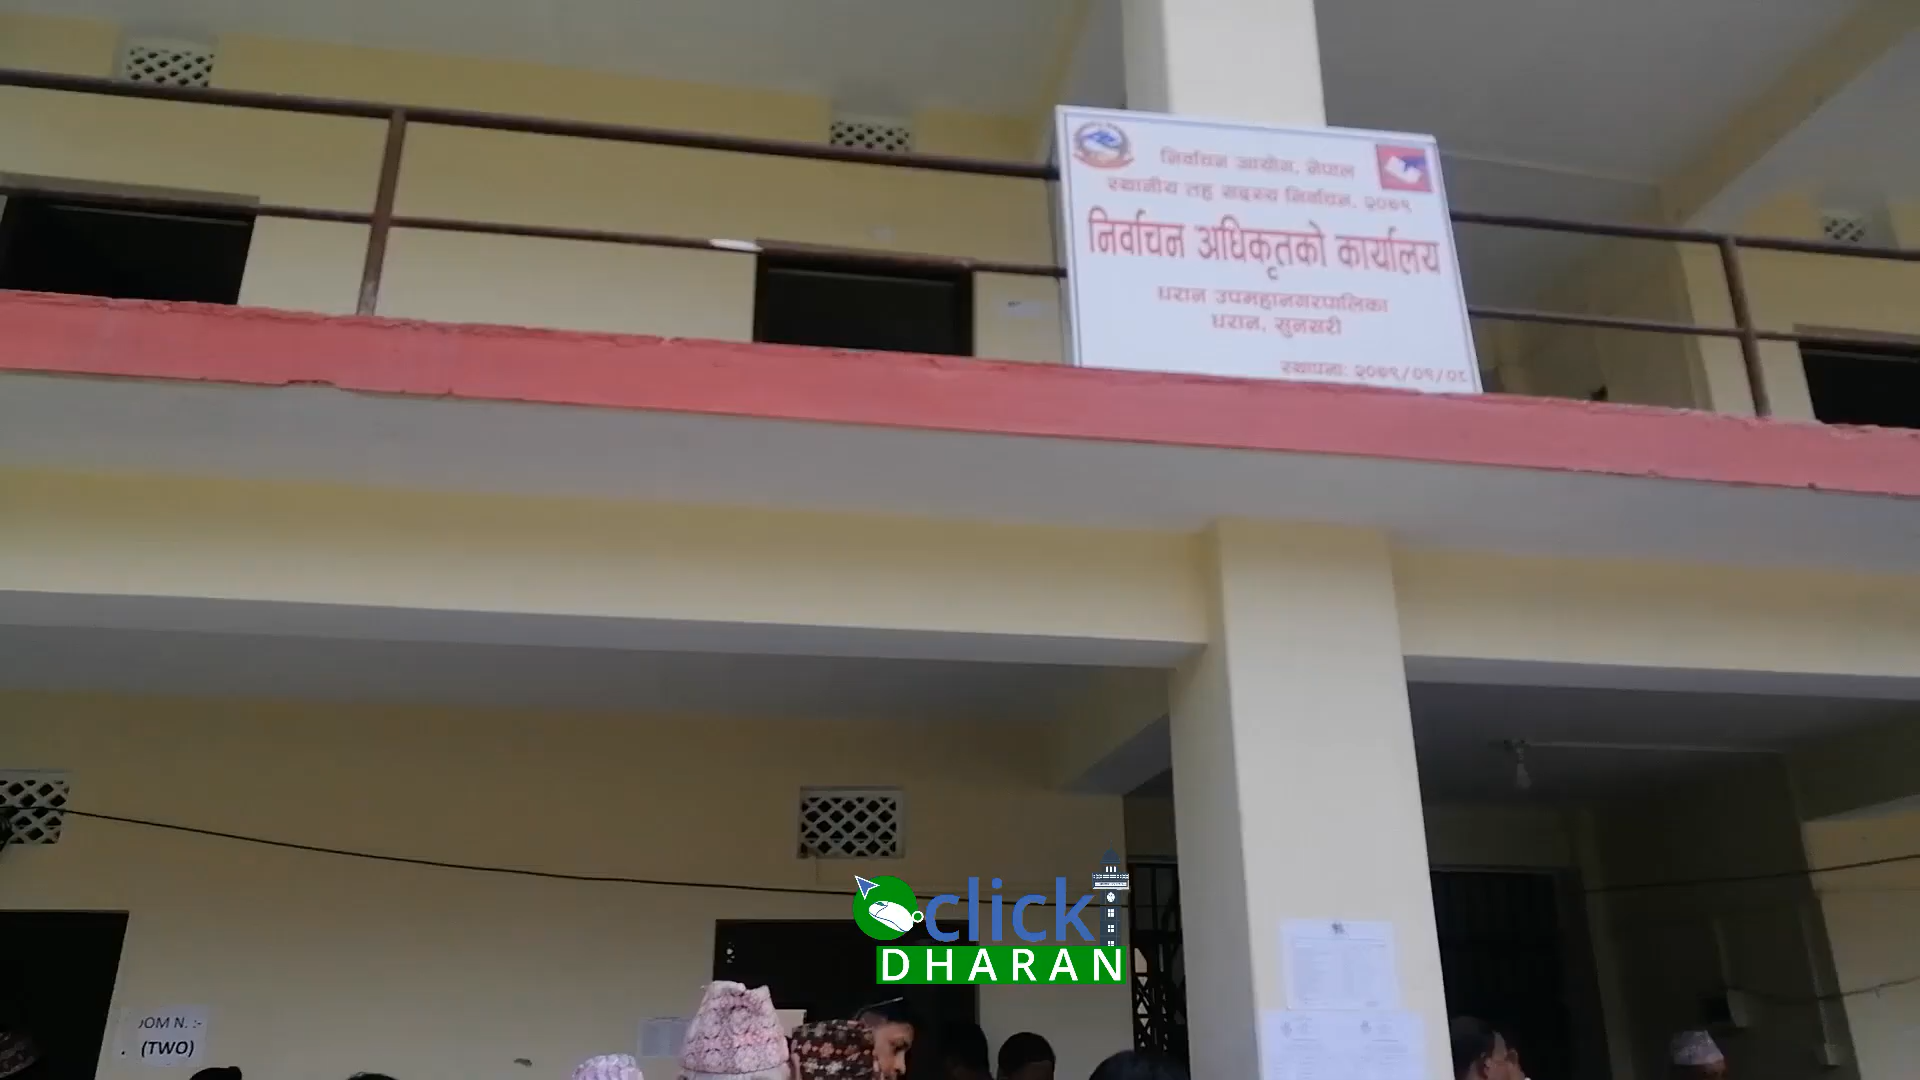 निर्वाचन आयोग, नेपाल
स्थानीय तह सदस्य निर्वाचन, २०७९
निर्वाचन अधिकृतको कार्यालय
धरान उपमहानगरपालिका
धरान, सुनसरी
स्थापना: २०७९/०१/०८
click
DHARAN
OM N. :-
(TWO)